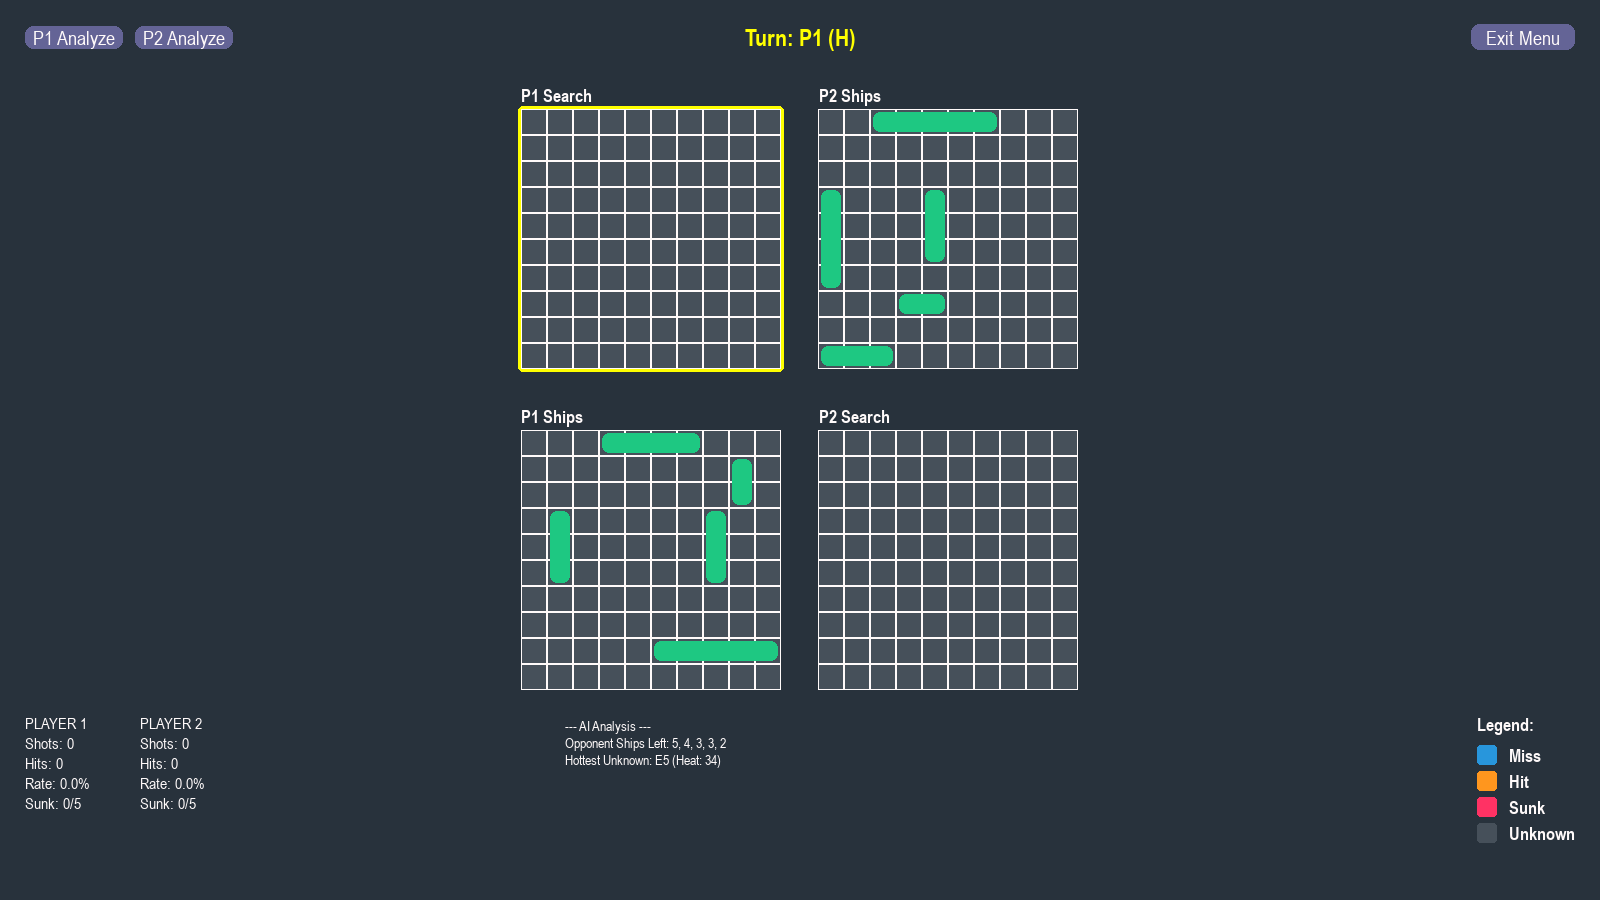 P1 Analyze
P2 Analyze
Turn: P1 (H)
Exit Menu
P1 Search
P2 Ships
P1 Ships
P2 Search
PLAYER 1
Shots: 0
Hits: 0
Rate: 0.0%
Sunk: 0/5
PLAYER 2
Shots: 0
Hits: 0
Rate: 0.0%
Sunk: 0/5
--- AI Analysis ---
Opponent Ships Left: 5, 4, 3, 3, 2
Hottest Unknown: E5 (Heat: 34)
Legend:
Miss
Hit
Sunk
Unknown